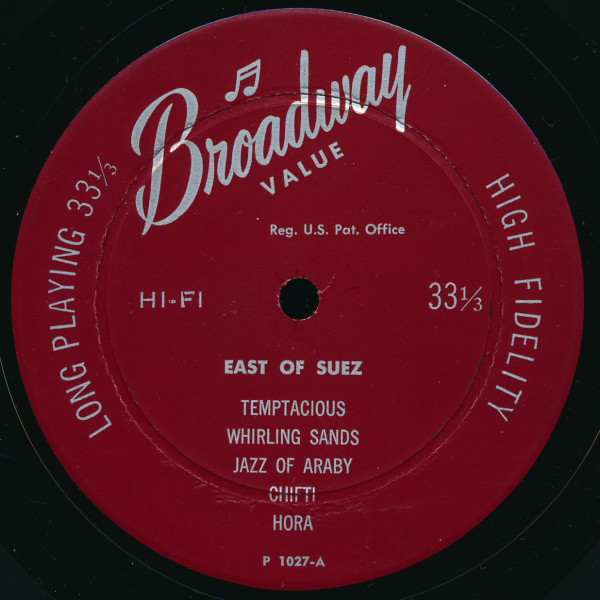 Broadway
VALUE
Reg. U.S. Pat. Office
LONG PLAYING 33⅓
HIGH FIDELITY
HI-FI
33⅓
EAST OF SUEZ
TEMPTACIOUS
WHIRLING SANDS
JAZZ OF ARABY
CHIFTI
HORA
P 1027-A